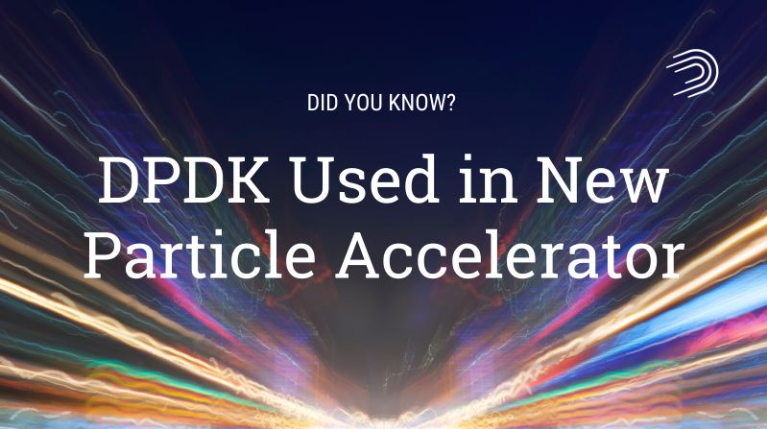 DID YOU KNOW?
DPDK Used in New
Particle Accelerator